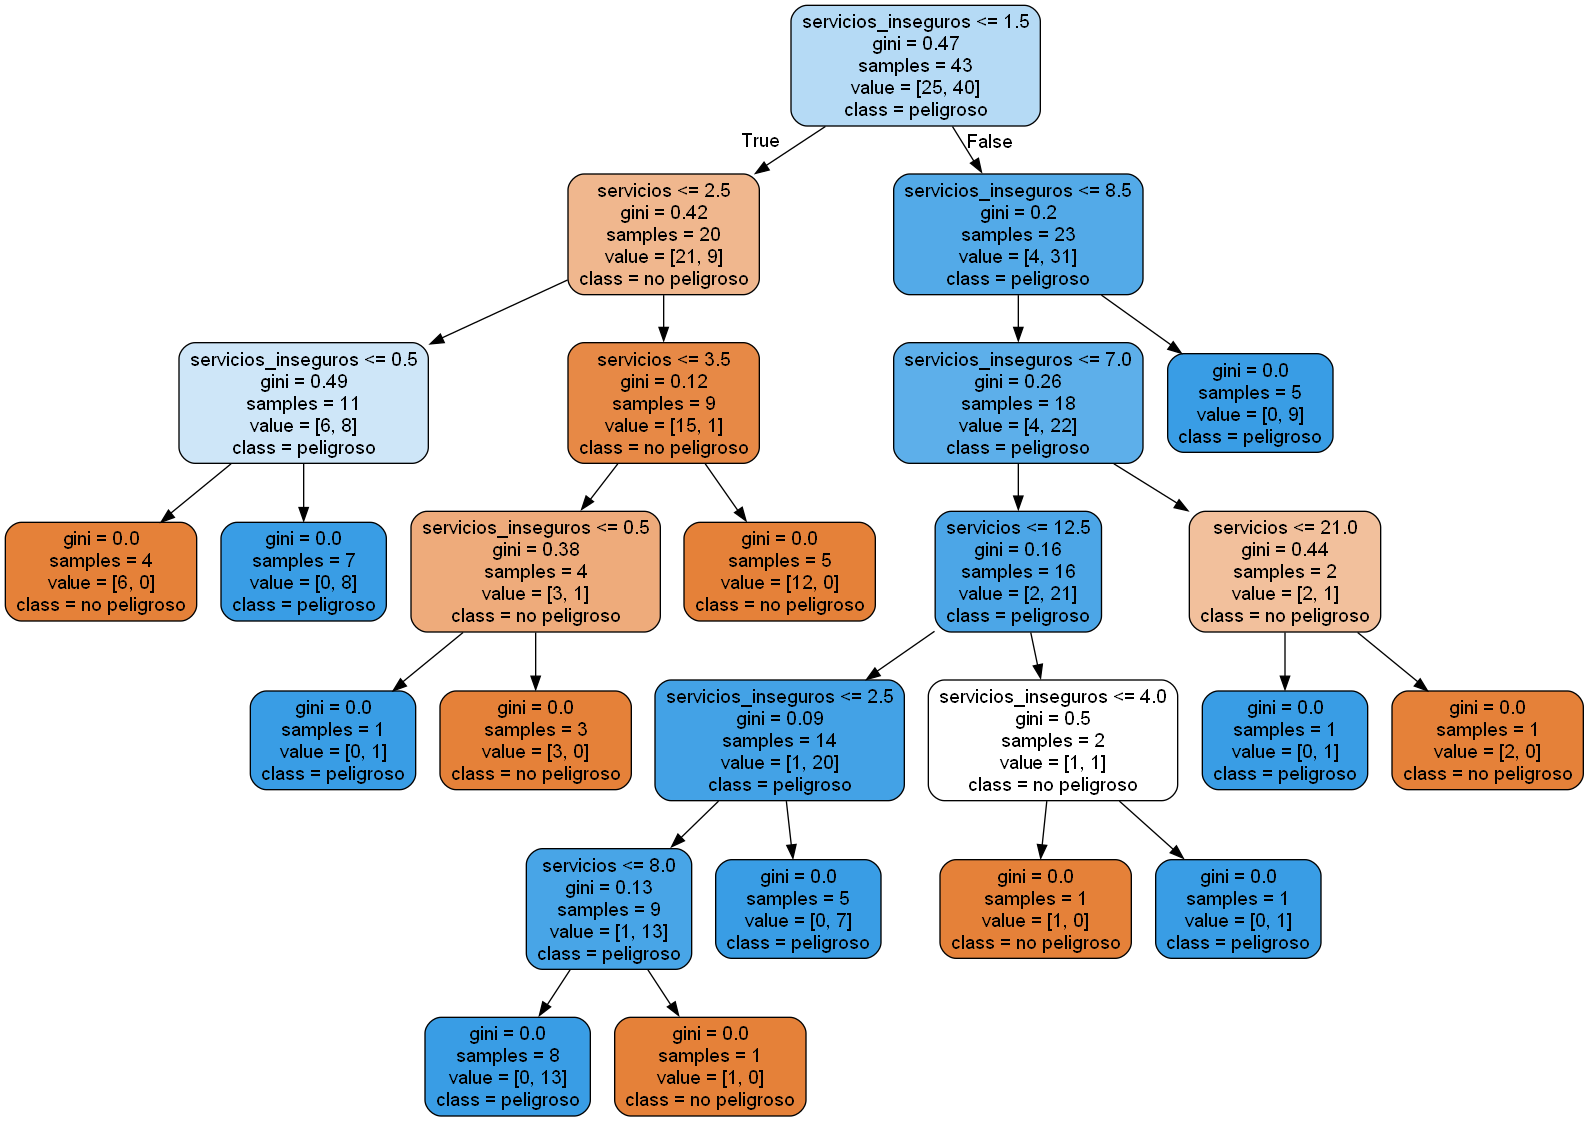 servicios_inseguros <= 1.5
gini = 0.47
samples = 43
value = [25, 40]
class = peligroso
True
False
servicios <= 2.5
gini = 0.42
samples = 20
value = [21, 9]
class = no peligroso
servicios_inseguros <= 8.5
gini = 0.2
samples = 23
value = [4, 31]
class = peligroso
servicios_inseguros <= 0.5
gini = 0.49
samples = 11
value = [6, 8]
class = peligroso
servicios <= 3.5
gini = 0.12
samples = 9
value = [15, 1]
class = no peligroso
servicios_inseguros <= 7.0
gini = 0.26
samples = 18
value = [4, 22]
class = peligroso
gini = 0.0
samples = 5
value = [0, 9]
class = peligroso
gini = 0.0
samples = 4
value = [6, 0]
class = no peligroso
gini = 0.0
samples = 7
value = [0, 8]
class = peligroso
servicios_inseguros <= 0.5
gini = 0.38
samples = 4
value = [3, 1]
class = no peligroso
gini = 0.0
samples = 5
value = [12, 0]
class = no peligroso
servicios <= 12.5
gini = 0.16
samples = 16
value = [2, 21]
class = peligroso
servicios <= 21.0
gini = 0.44
samples = 2
value = [2, 1]
class = no peligroso
gini = 0.0
samples = 1
value = [0, 1]
class = peligroso
gini = 0.0
samples = 3
value = [3, 0]
class = no peligroso
servicios_inseguros <= 2.5
gini = 0.09
samples = 14
value = [1, 20]
class = peligroso
servicios_inseguros <= 4.0
gini = 0.5
samples = 2
value = [1, 1]
class = no peligroso
gini = 0.0
samples = 1
value = [0, 1]
class = peligroso
gini = 0.0
samples = 1
value = [2, 0]
class = no peligroso
servicios <= 8.0
gini = 0.13
samples = 9
value = [1, 13]
class = peligroso
gini = 0.0
samples = 5
value = [0, 7]
class = peligroso
gini = 0.0
samples = 1
value = [1, 0]
class = no peligroso
gini = 0.0
samples = 1
value = [0, 1]
class = peligroso
gini = 0.0
samples = 8
value = [0, 13]
class = peligroso
gini = 0.0
samples = 1
value = [1, 0]
class = no peligroso